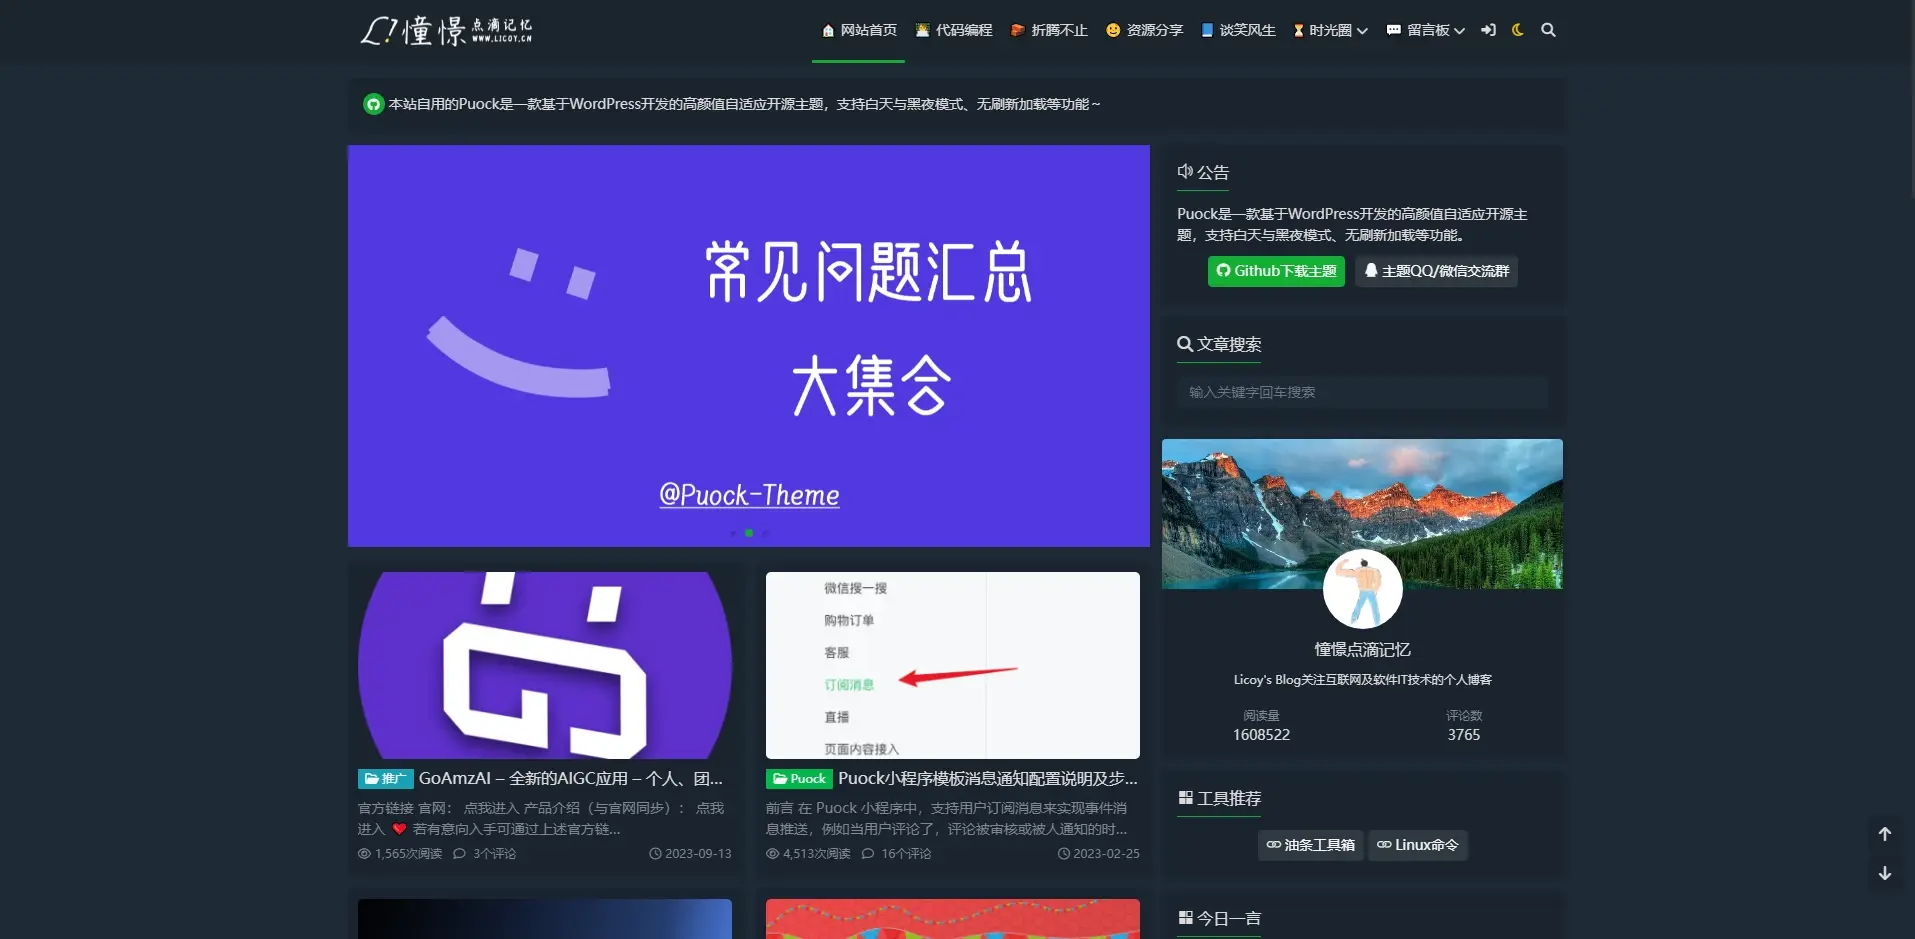 憧憬点滴记忆
WWW.LICOY.CN
网站首页 代码编程 折腾不止 资源分享 谈笑风生 时光圈 留言板
本站自用的Puock是一款基于WordPress开发的高颜值自适应开源主题，支持白天与黑夜模式、无刷新加载等功能～
常见问题汇总
大集合
@Puock-Theme
微信搜一搜
购物订单
客服
订阅消息
直播
页面内容接入
推广 GoAmzAI – 全新的AIGC应用 – 个人、团...
官方链接 官网： 点我进入 产品介绍（与官网同步）： 点我
进入 ❤ 若有意向入手可通过上述官方链...
1,565次阅读 3个评论 2023-09-13
Puock Puock小程序模板消息通知配置说明及步...
前言 在 Puock 小程序中，支持用户订阅消息来实现事件消
息推送，例如当用户评论了，评论被审核或被人通知的时...
4,513次阅读 16个评论 2023-02-25
公告
Puock是一款基于WordPress开发的高颜值自适应开源主
题，支持白天与黑夜模式、无刷新加载等功能。
Github下载主题 主题QQ/微信交流群
文章搜索
输入关键字回车搜索
憧憬点滴记忆
Licoy's Blog关注互联网及软件IT技术的个人博客
阅读量 评论数
1608522 3765
工具推荐
油条工具箱 Linux命令
今日一言